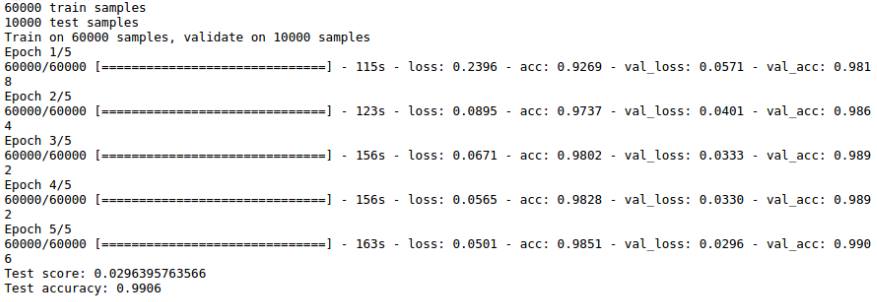 60000 train samples
10000 test samples
Train on 60000 samples, validate on 10000 samples
Epoch 1/5
60000/60000 [==============================] - 115s - loss: 0.2396 - acc: 0.9269 - val_loss: 0.0571 - val_acc: 0.981
8
Epoch 2/5
60000/60000 [==============================] - 123s - loss: 0.0895 - acc: 0.9737 - val_loss: 0.0401 - val_acc: 0.986
4
Epoch 3/5
60000/60000 [==============================] - 156s - loss: 0.0671 - acc: 0.9802 - val_loss: 0.0333 - val_acc: 0.989
2
Epoch 4/5
60000/60000 [==============================] - 156s - loss: 0.0565 - acc: 0.9828 - val_loss: 0.0330 - val_acc: 0.989
2
Epoch 5/5
60000/60000 [==============================] - 163s - loss: 0.0501 - acc: 0.9851 - val_loss: 0.0296 - val_acc: 0.990
6
Test score: 0.0296395763566
Test accuracy: 0.9906